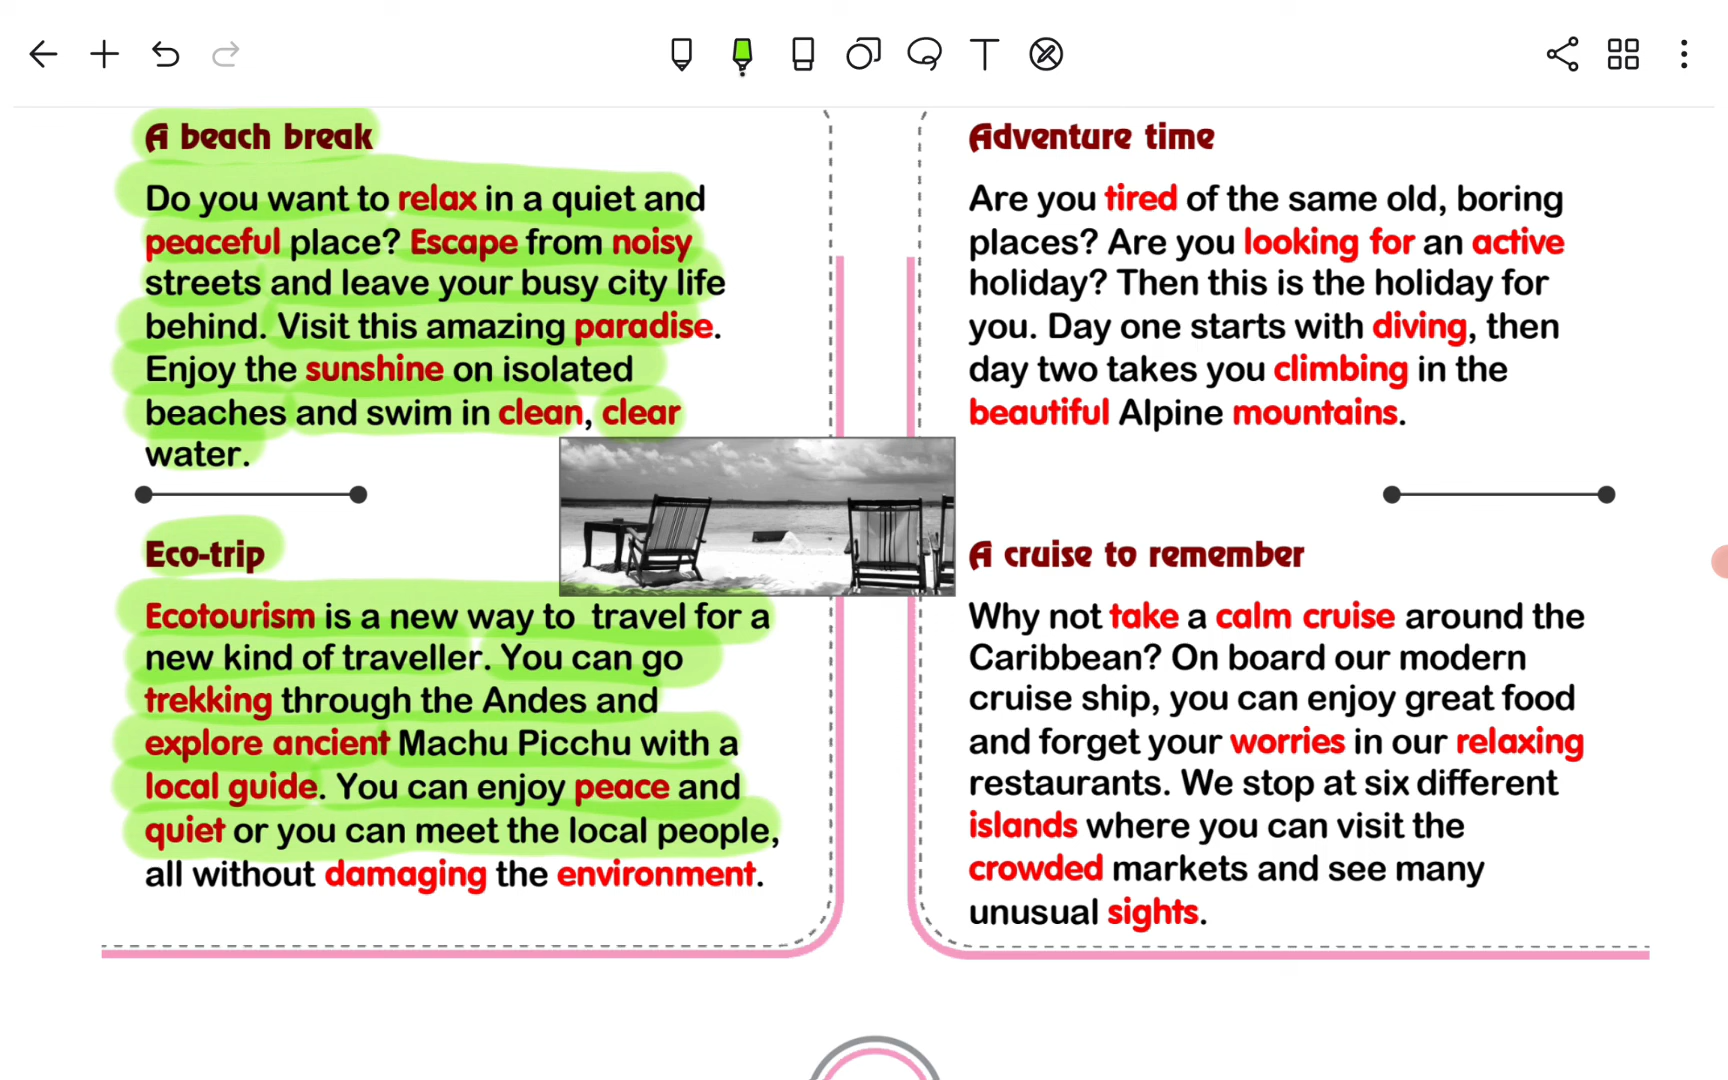 A beach break
Do you want to relax in a quiet and
peaceful place? Escape from noisy
streets and leave your busy city life
behind. Visit this amazing paradise.
Enjoy the sunshine on isolated
beaches and swim in clean, clear
water.
Eco-trip
Ecotourism is a new way to travel for a
new kind of traveller. You can go
trekking through the Andes and
explore ancient Machu Picchu with a
local guide. You can enjoy peace and
quiet or you can meet the local people,
all without damaging the environment.
Adventure time
Are you tired of the same old, boring
places? Are you looking for an active
holiday? Then this is the holiday for
you. Day one starts with diving, then
day two takes you climbing in the
beautiful Alpine mountains.
A cruise to remember
Why not take a calm cruise around the
Caribbean? On board our modern
cruise ship, you can enjoy great food
and forget your worries in our relaxing
restaurants. We stop at six different
islands where you can visit the
crowded markets and see many
unusual sights.